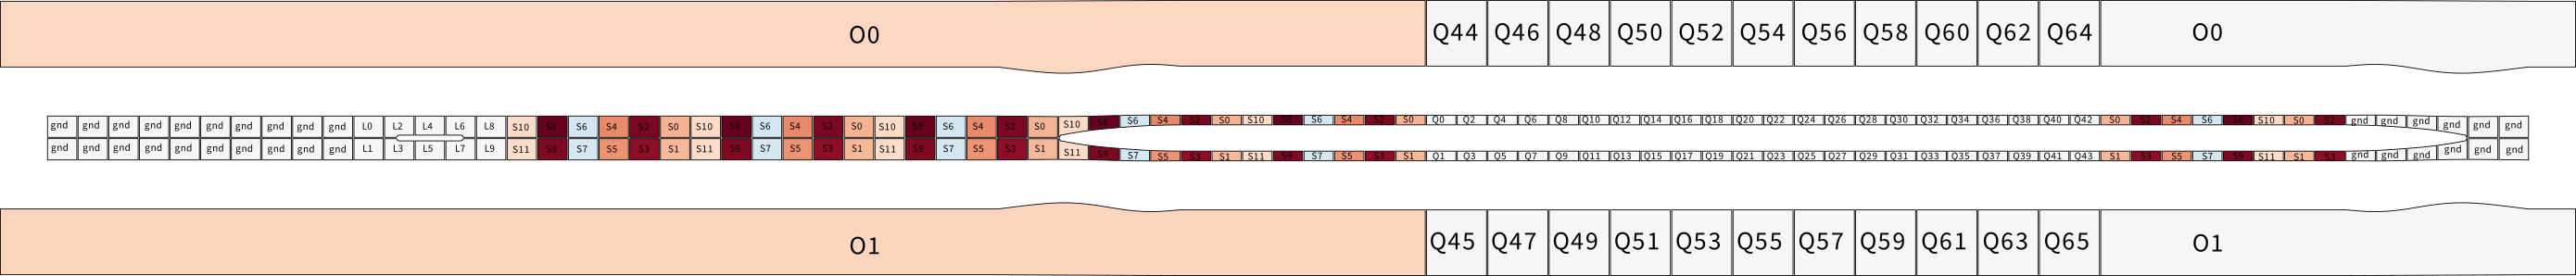 O0 Q44 Q46 Q48 Q50 Q52 Q54 Q56 Q58 Q60 Q62 Q64 O0
gnd gnd gnd gnd gnd gnd gnd gnd gnd gnd L0 L2 L4 L6 L8 S10 S8 S6 S4 S2 S0 S10 S8 S6 S4 S2 S0 S10 S8 S6 S4 S2 S0 S10 S8 S6 S4 S2 S0 S10 S8 S6 S4 S2 S0 Q0 Q2 Q4 Q6 Q8 Q10 Q12 Q14 Q16 Q18 Q20 Q22 Q24 Q26 Q28 Q30 Q32 Q34 Q36 Q38 Q40 Q42 S0 S2 S4 S6 S8 S10 S0 S2 gnd gnd gnd gnd gnd gnd
gnd gnd gnd gnd gnd gnd gnd gnd gnd gnd L1 L3 L5 L7 L9 S11 S9 S7 S5 S3 S1 S11 S9 S7 S5 S3 S1 S11 S9 S7 S5 S3 S1 S11 S9 S7 S5 S3 S1 S11 S9 S7 S5 S3 S1 Q1 Q3 Q5 Q7 Q9 Q11 Q13 Q15 Q17 Q19 Q21 Q23 Q25 Q27 Q29 Q31 Q33 Q35 Q37 Q39 Q41 Q43 S1 S3 S5 S7 S9 S11 S1 S3 gnd gnd gnd gnd gnd gnd
O1 Q45 Q47 Q49 Q51 Q53 Q55 Q57 Q59 Q61 Q63 Q65 O1